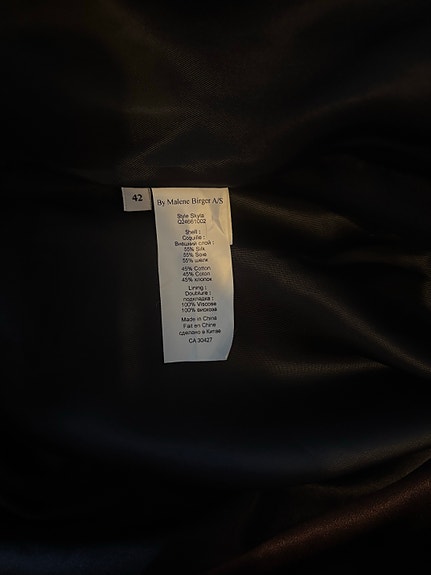 42
By Malene Birger A/S
Style Skyla
Q24661002
Shell :
Coquille :
Внешний слой :
55% Silk
55% Soie
55% шелк
45% Cotton
45% Coton
45% хлопок
Lining :
Doublure :
подкладка :
100% Viscose
100% вискоза
Made in China
Fait en Chine
сделано в Китае
CA 30427